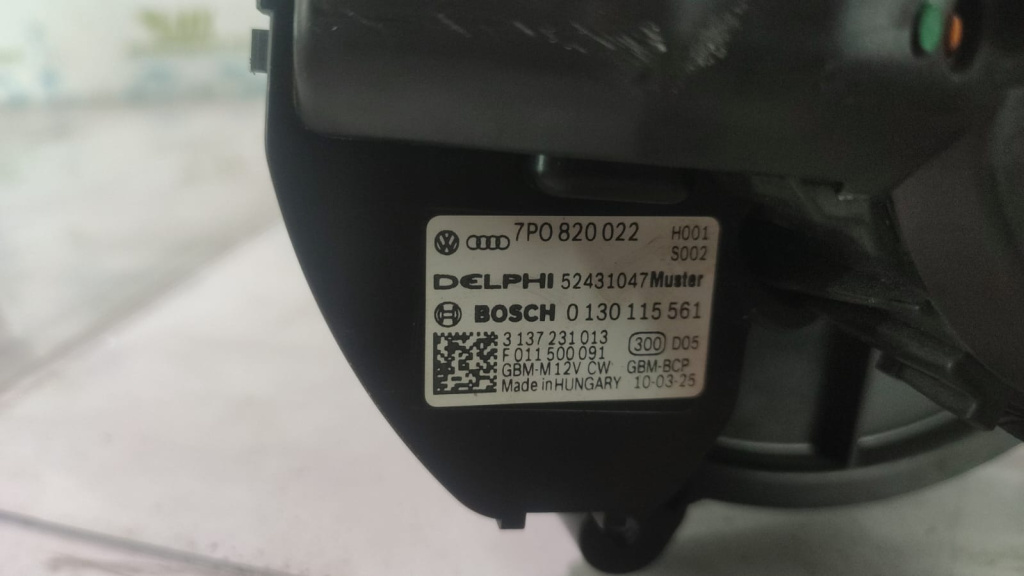 7P0 820 022 H001
S002
DELPHI 52431047Muster
BOSCH 0 130 115 561
3 137 231 013 300 D05
F 011 500 091
GBM-M 12V CW GBM-BCP
Made in HUNGARY 10-03-25